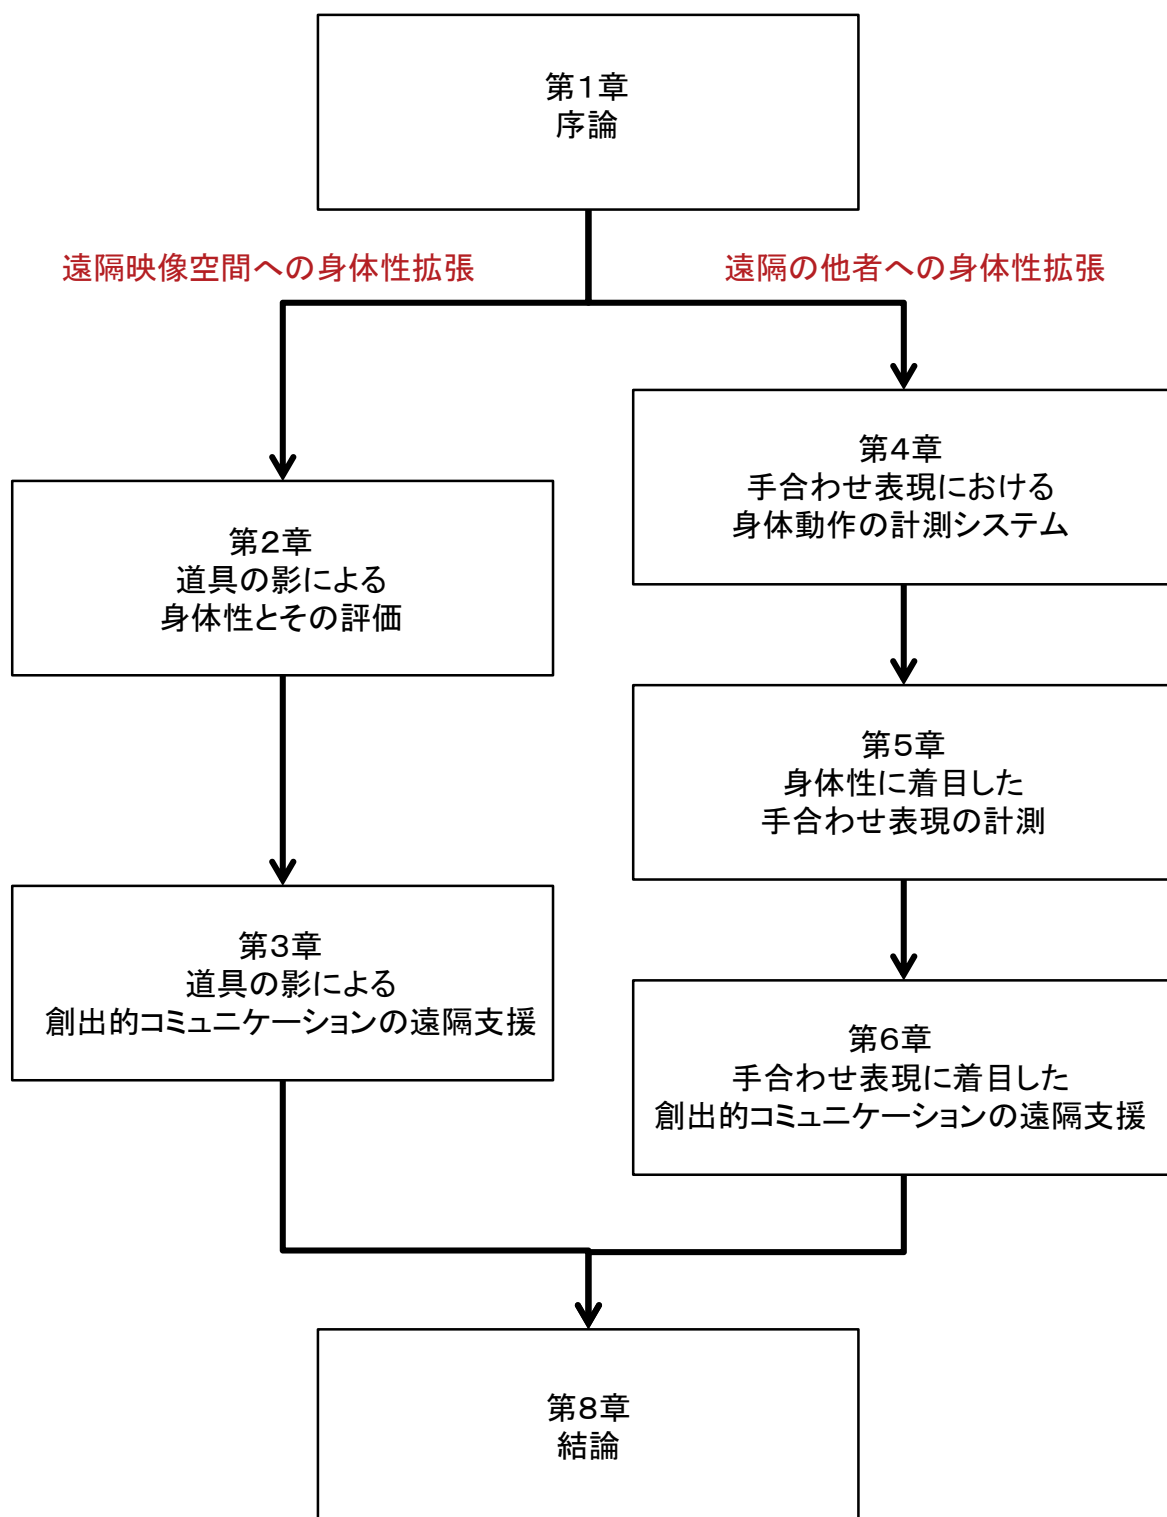 第1章
序論
遠隔映像空間への身体性拡張
遠隔の他者への身体性拡張
第2章
道具の影による
身体性とその評価
第3章
道具の影による
創出的コミュニケーションの遠隔支援
第4章
手合わせ表現における
身体動作の計測システム
第5章
身体性に着目した
手合わせ表現の計測
第6章
手合わせ表現に着目した
創出的コミュニケーションの遠隔支援
第8章
結論